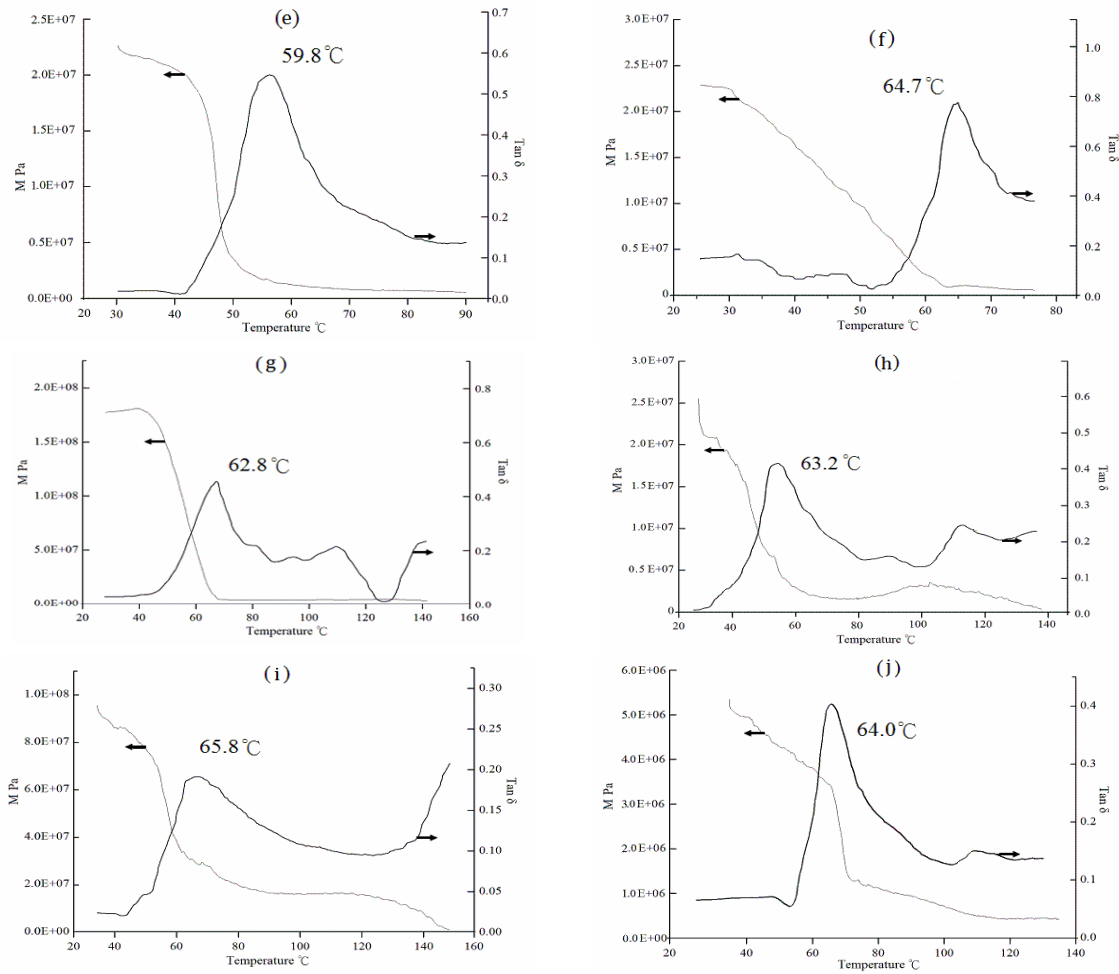 (e)
59.8℃
2.5E+07
2.0E+07
1.5E+07
1.0E+07
0.5E+07
0.0E+00
M Pa
0.7
0.6
0.5
0.4
0.3
0.2
0.1
0.0
Tan δ
20 30 40 50 60 70 80 90
Temperature ℃
(f)
64.7℃
3.0E+07
2.5E+07
2.0E+07
1.5E+07
1.0E+07
0.5E+07
0
M Pa
1.0
0.8
0.6
0.4
0.2
0.0
Tan δ
20 30 40 50 60 70 80
Temperature ℃
(g)
62.8℃
2.0E+08
1.5E+08
1.0E+08
5.0E+07
0.0E+00
M Pa
0.8
0.6
0.4
0.2
0.0
Tan δ
20 40 60 80 100 120 140 160
Temperature ℃
(h)
63.2℃
3.0E+07
2.5E+07
2.0E+07
1.5E+07
1.0E+07
0.5E+07
0
M Pa
0.6
0.5
0.4
0.3
0.2
0.1
0.0
Tan δ
20 40 60 80 100 120 140
Temperature ℃
(i)
65.8℃
1.0E+08
8.0E+07
6.0E+07
4.0E+07
2.0E+07
0.0E+07
M Pa
0.30
0.25
0.20
0.15
0.10
0.05
0.00
Tan δ
20 40 60 80 100 120 140 160
Temperature ℃
(j)
64.0℃
6.0E+06
5.0E+06
4.0E+06
3.0E+06
2.0E+06
1.0E+06
0.0E+00
M Pa
0.4
0.3
0.2
0.1
0.0
Tan δ
20 40 60 80 100 120 140
Temperature ℃